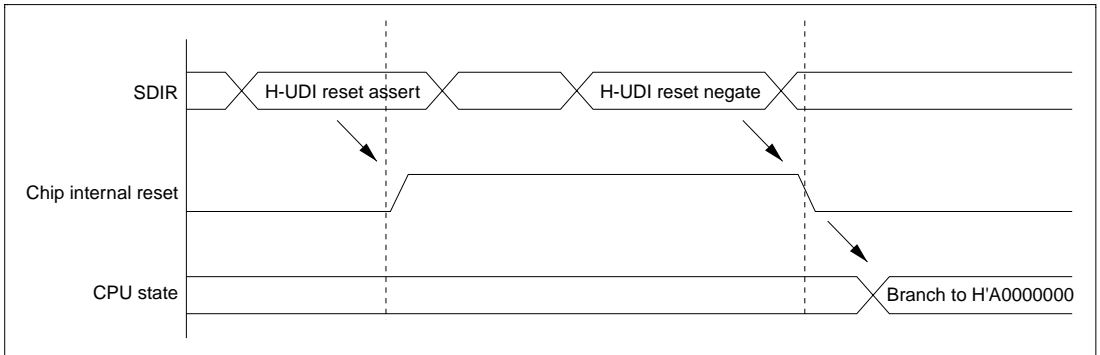 SDIR
H-UDI reset assert
H-UDI reset negate
Chip internal reset
CPU state
Branch to H'A0000000